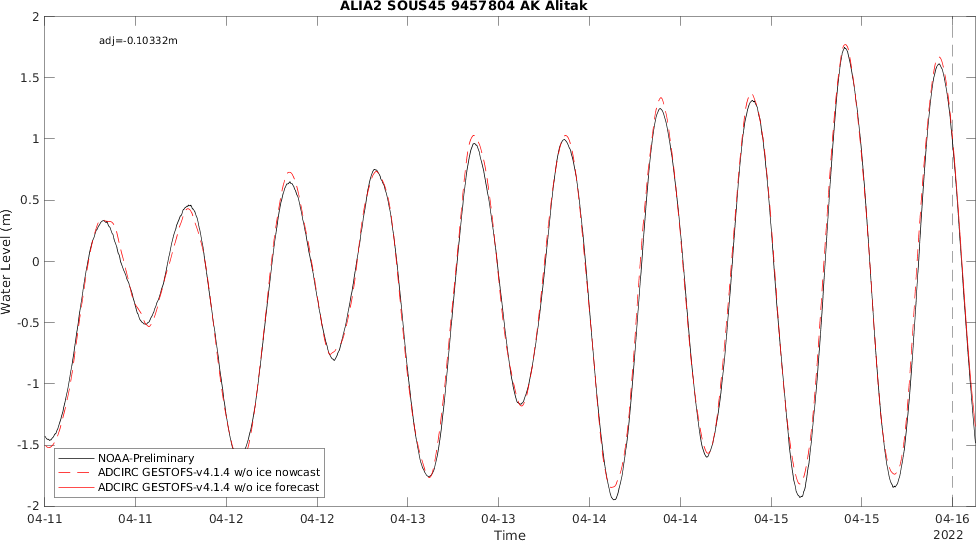 ALIA2 SOUS45 9457804 AK Alitak
adj=-0.10332m
2
1.5
1
0.5
0
-0.5
-1
-1.5
-2
Water Level (m)
NOAA-Preliminary
ADCIRC GESTOFS-v4.1.4 w/o ice nowcast
ADCIRC GESTOFS-v4.1.4 w/o ice forecast
04-11 04-11 04-12 04-12 04-13 04-13 04-14 04-14 04-15 04-15 04-16
Time 2022